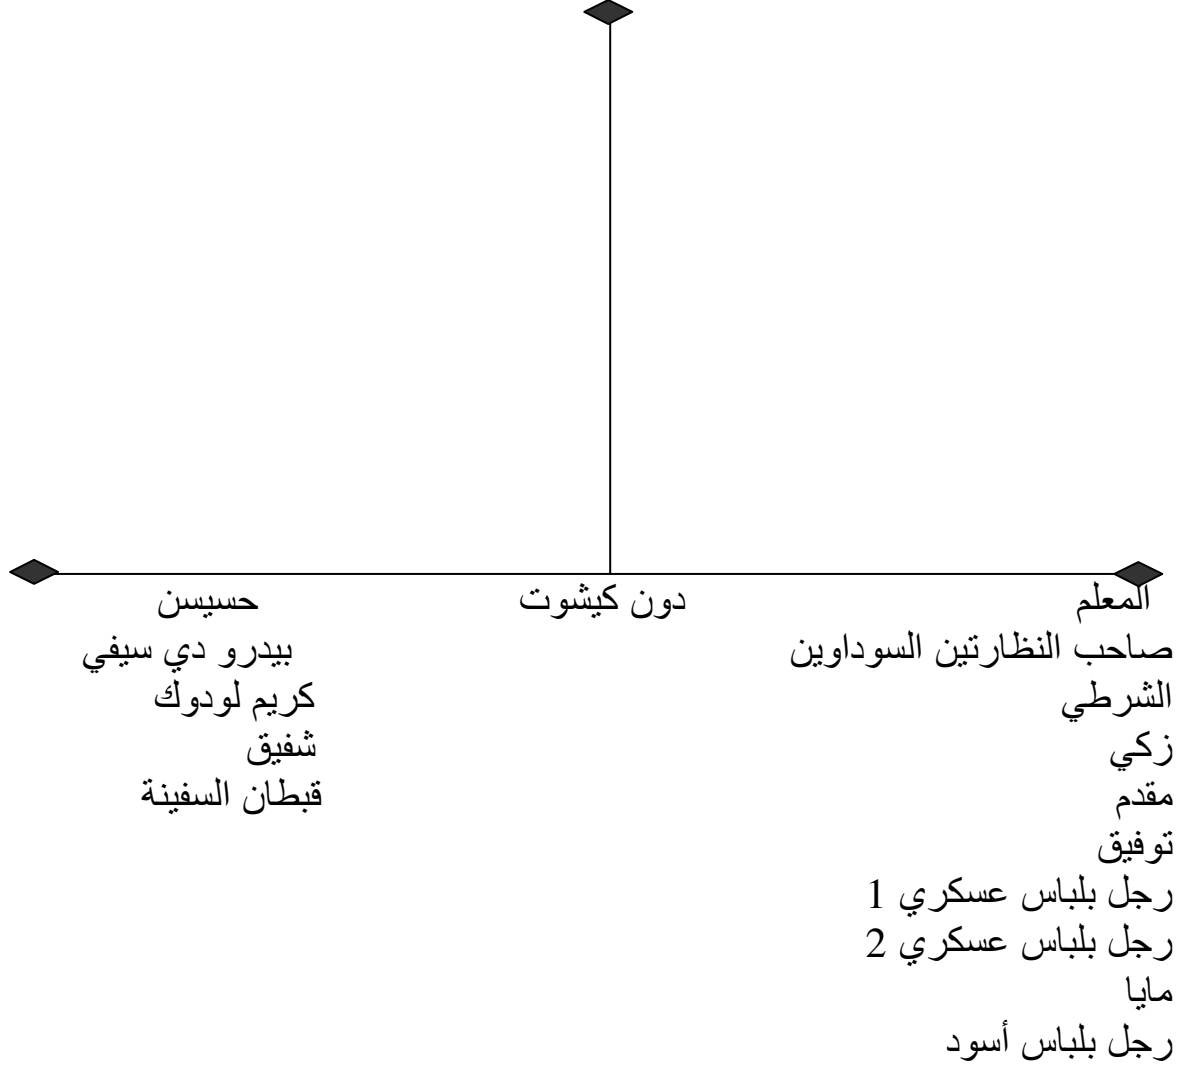 المعلم
صاحب النظارتين السوداوين
الشرطي
زكي
مقدم
توفيق
رجل بلباس عسكري 1
رجل بلباس عسكري 2
مايا
رجل بلباس أسود
دون كيشوت
حسيسن
بيدرو دي سيفي
كريم لودوك
شفيق
قبطان السفينة